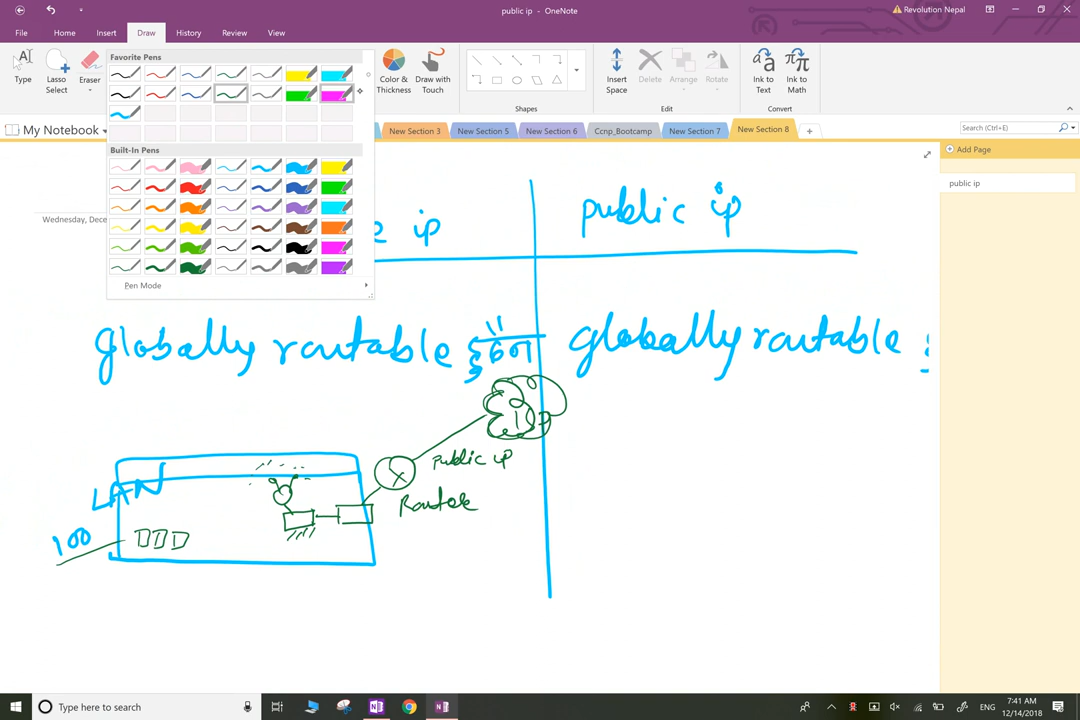 public ip - OneNote
Revolution Nepal
File Home Insert Draw History Review View
Favorite Pens
Type
Lasso Select
Eraser
Built-In Pens
Pen Mode
Color & Thickness
Draw with Touch
Shapes
Insert Space
Delete
Arrange
Rotate
Edit
Ink to Text
Ink to Math
Convert
My Notebook
New Section 3
New Section 5
New Section 6
Ccnp_Bootcamp
New Section 7
New Section 8
Search (Ctrl+E)
Add Page
public ip
Wednesday, Dece
e ip
public ip
globally routable
globally routable
public ip
LAN
100
Type here to search
ENG
7:41 AM
12/14/2018